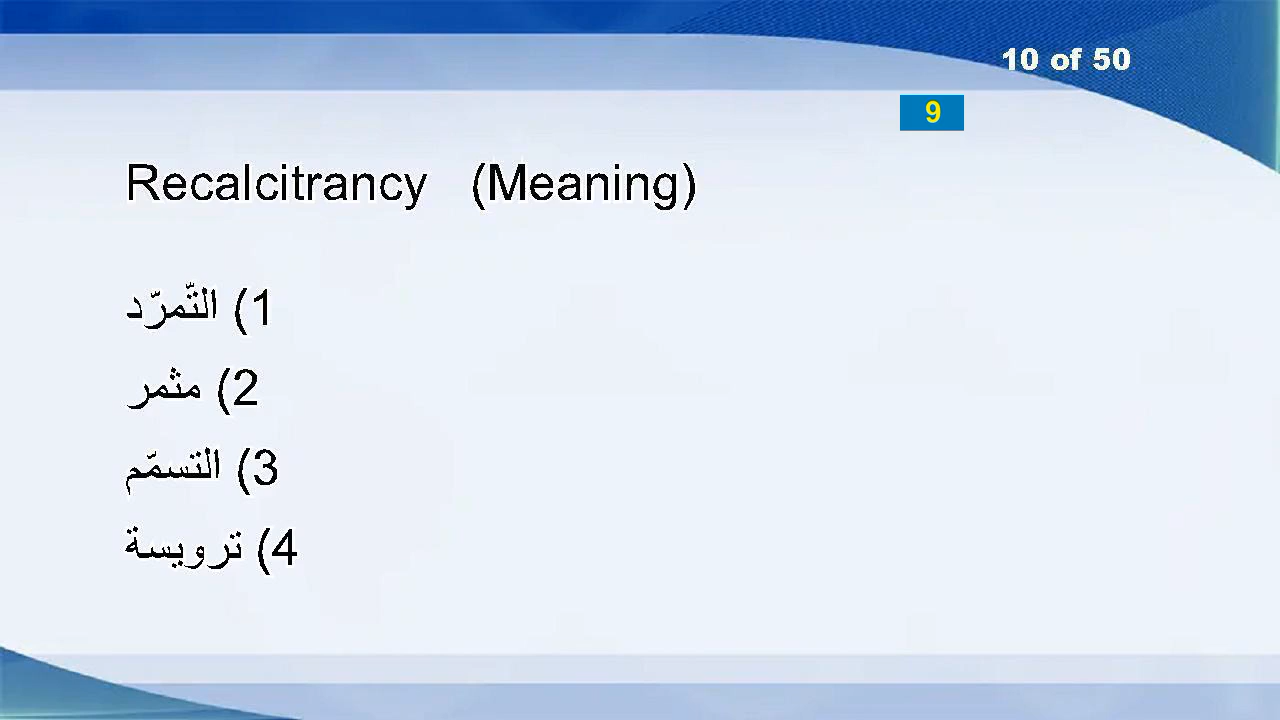 10 of 50
9
Recalcitrancy (Meaning)
1) التّمرّد
2) مثمر
3) التسمّم
4) ترويسة